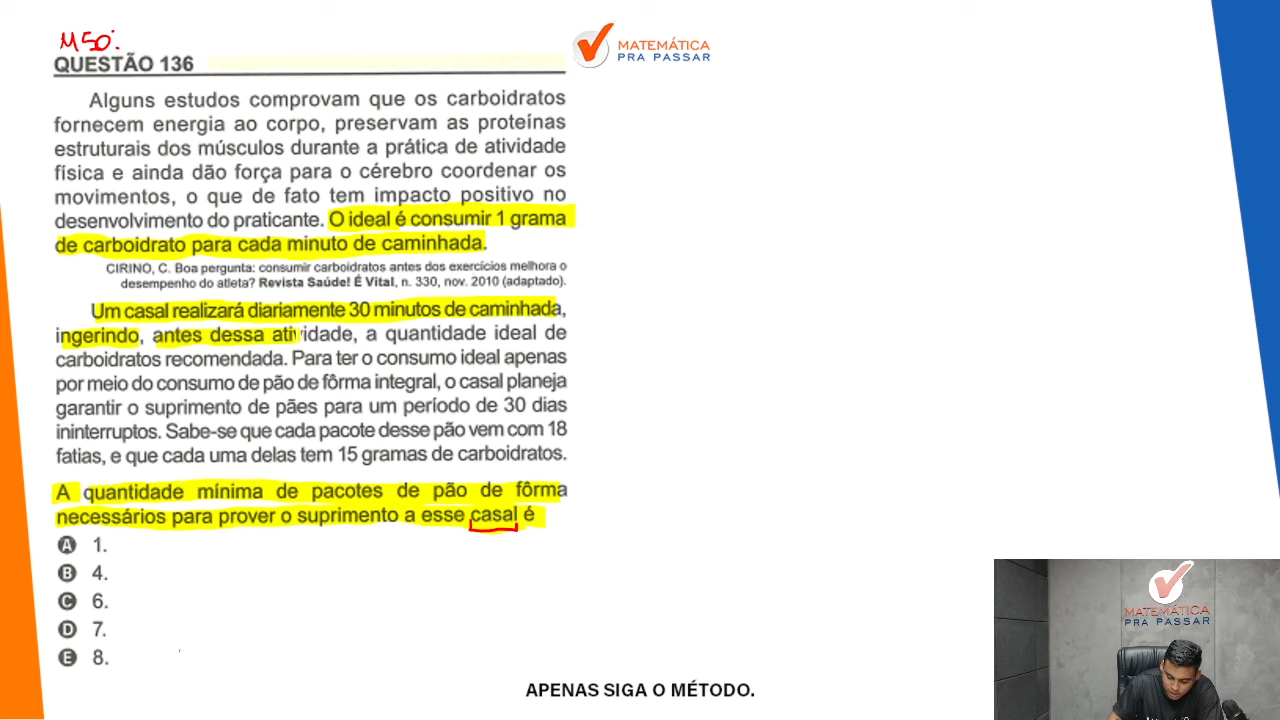 M50:
QUESTÃO 136
MATEMÁTICA
PRA PASSAR
Alguns estudos comprovam que os carboidratos
fornecem energia ao corpo, preservam as proteínas
estruturais dos músculos durante a prática de atividade
física e ainda dão força para o cérebro coordenar os
movimentos, o que de fato tem impacto positivo no
desenvolvimento do praticante. O ideal é consumir 1 grama
de carboidrato para cada minuto de caminhada.
CIRINO, C. Boa pergunta: consumir carboidratos antes dos exercícios melhora o
desempenho do atleta? Revista Saúde! É Vital, n. 330, nov. 2010 (adaptado).
Um casal realizará diariamente 30 minutos de caminhada,
ingerindo, antes dessa atividade, a quantidade ideal de
carboidratos recomendada. Para ter o consumo ideal apenas
por meio do consumo de pão de fôrma integral, o casal planeja
garantir o suprimento de pães para um período de 30 dias
ininterruptos. Sabe-se que cada pacote desse pão vem com 18
fatias, e que cada uma delas tem 15 gramas de carboidratos.
A quantidade mínima de pacotes de pão de fôrma
necessários para prover o suprimento a esse casal é
A 1.
B 4.
C 6.
D 7.
E 8.
MATEMÁTICA
PRA PASSAR
APENAS SIGA O MÉTODO.